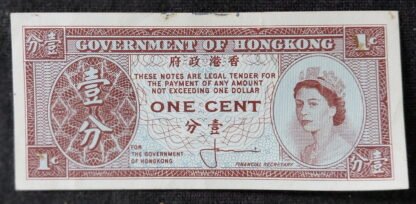 分壹 GOVERNMENT OF HONGKONG 1¢
府政港香
THESE NOTES ARE LEGAL TENDER FOR
THE PAYMENT OF ANY AMOUNT
NOT EXCEEDING ONE DOLLAR
壹分
ONE CENT
分壹
FOR
THE GOVERNMENT
OF HONGKONG
FINANCIAL SECRETARY
1¢ 分壹